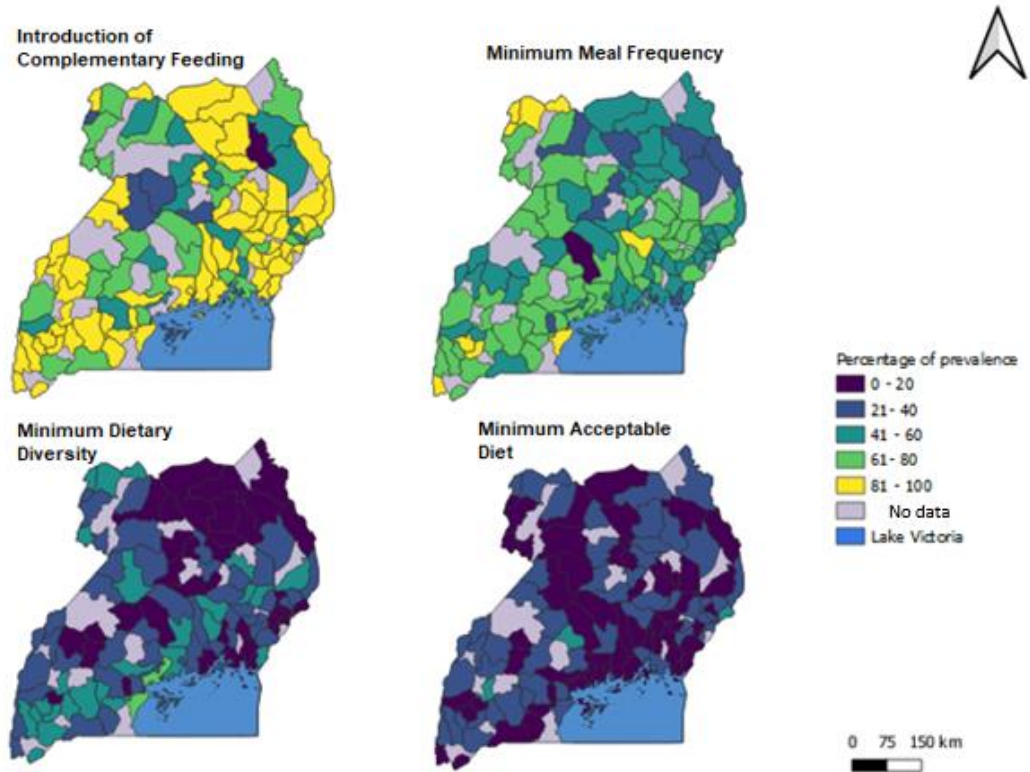 Introduction of
Complementary Feeding
Minimum Meal Frequency
Minimum Dietary
Diversity
Minimum Acceptable
Diet
Percentage of prevalence
0 - 20
21 - 40
41 - 60
61 - 80
81 - 100
No data
Lake Victoria
0 75 150 km